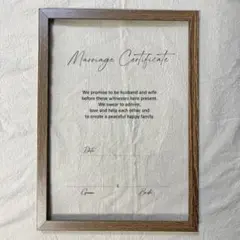 Marriage Certificate
We promise to be husband and wife
before these witnesses here present.
We swear to admire,
love and help each other and
to create a peaceful happy family.
Date
&
Groom Bride